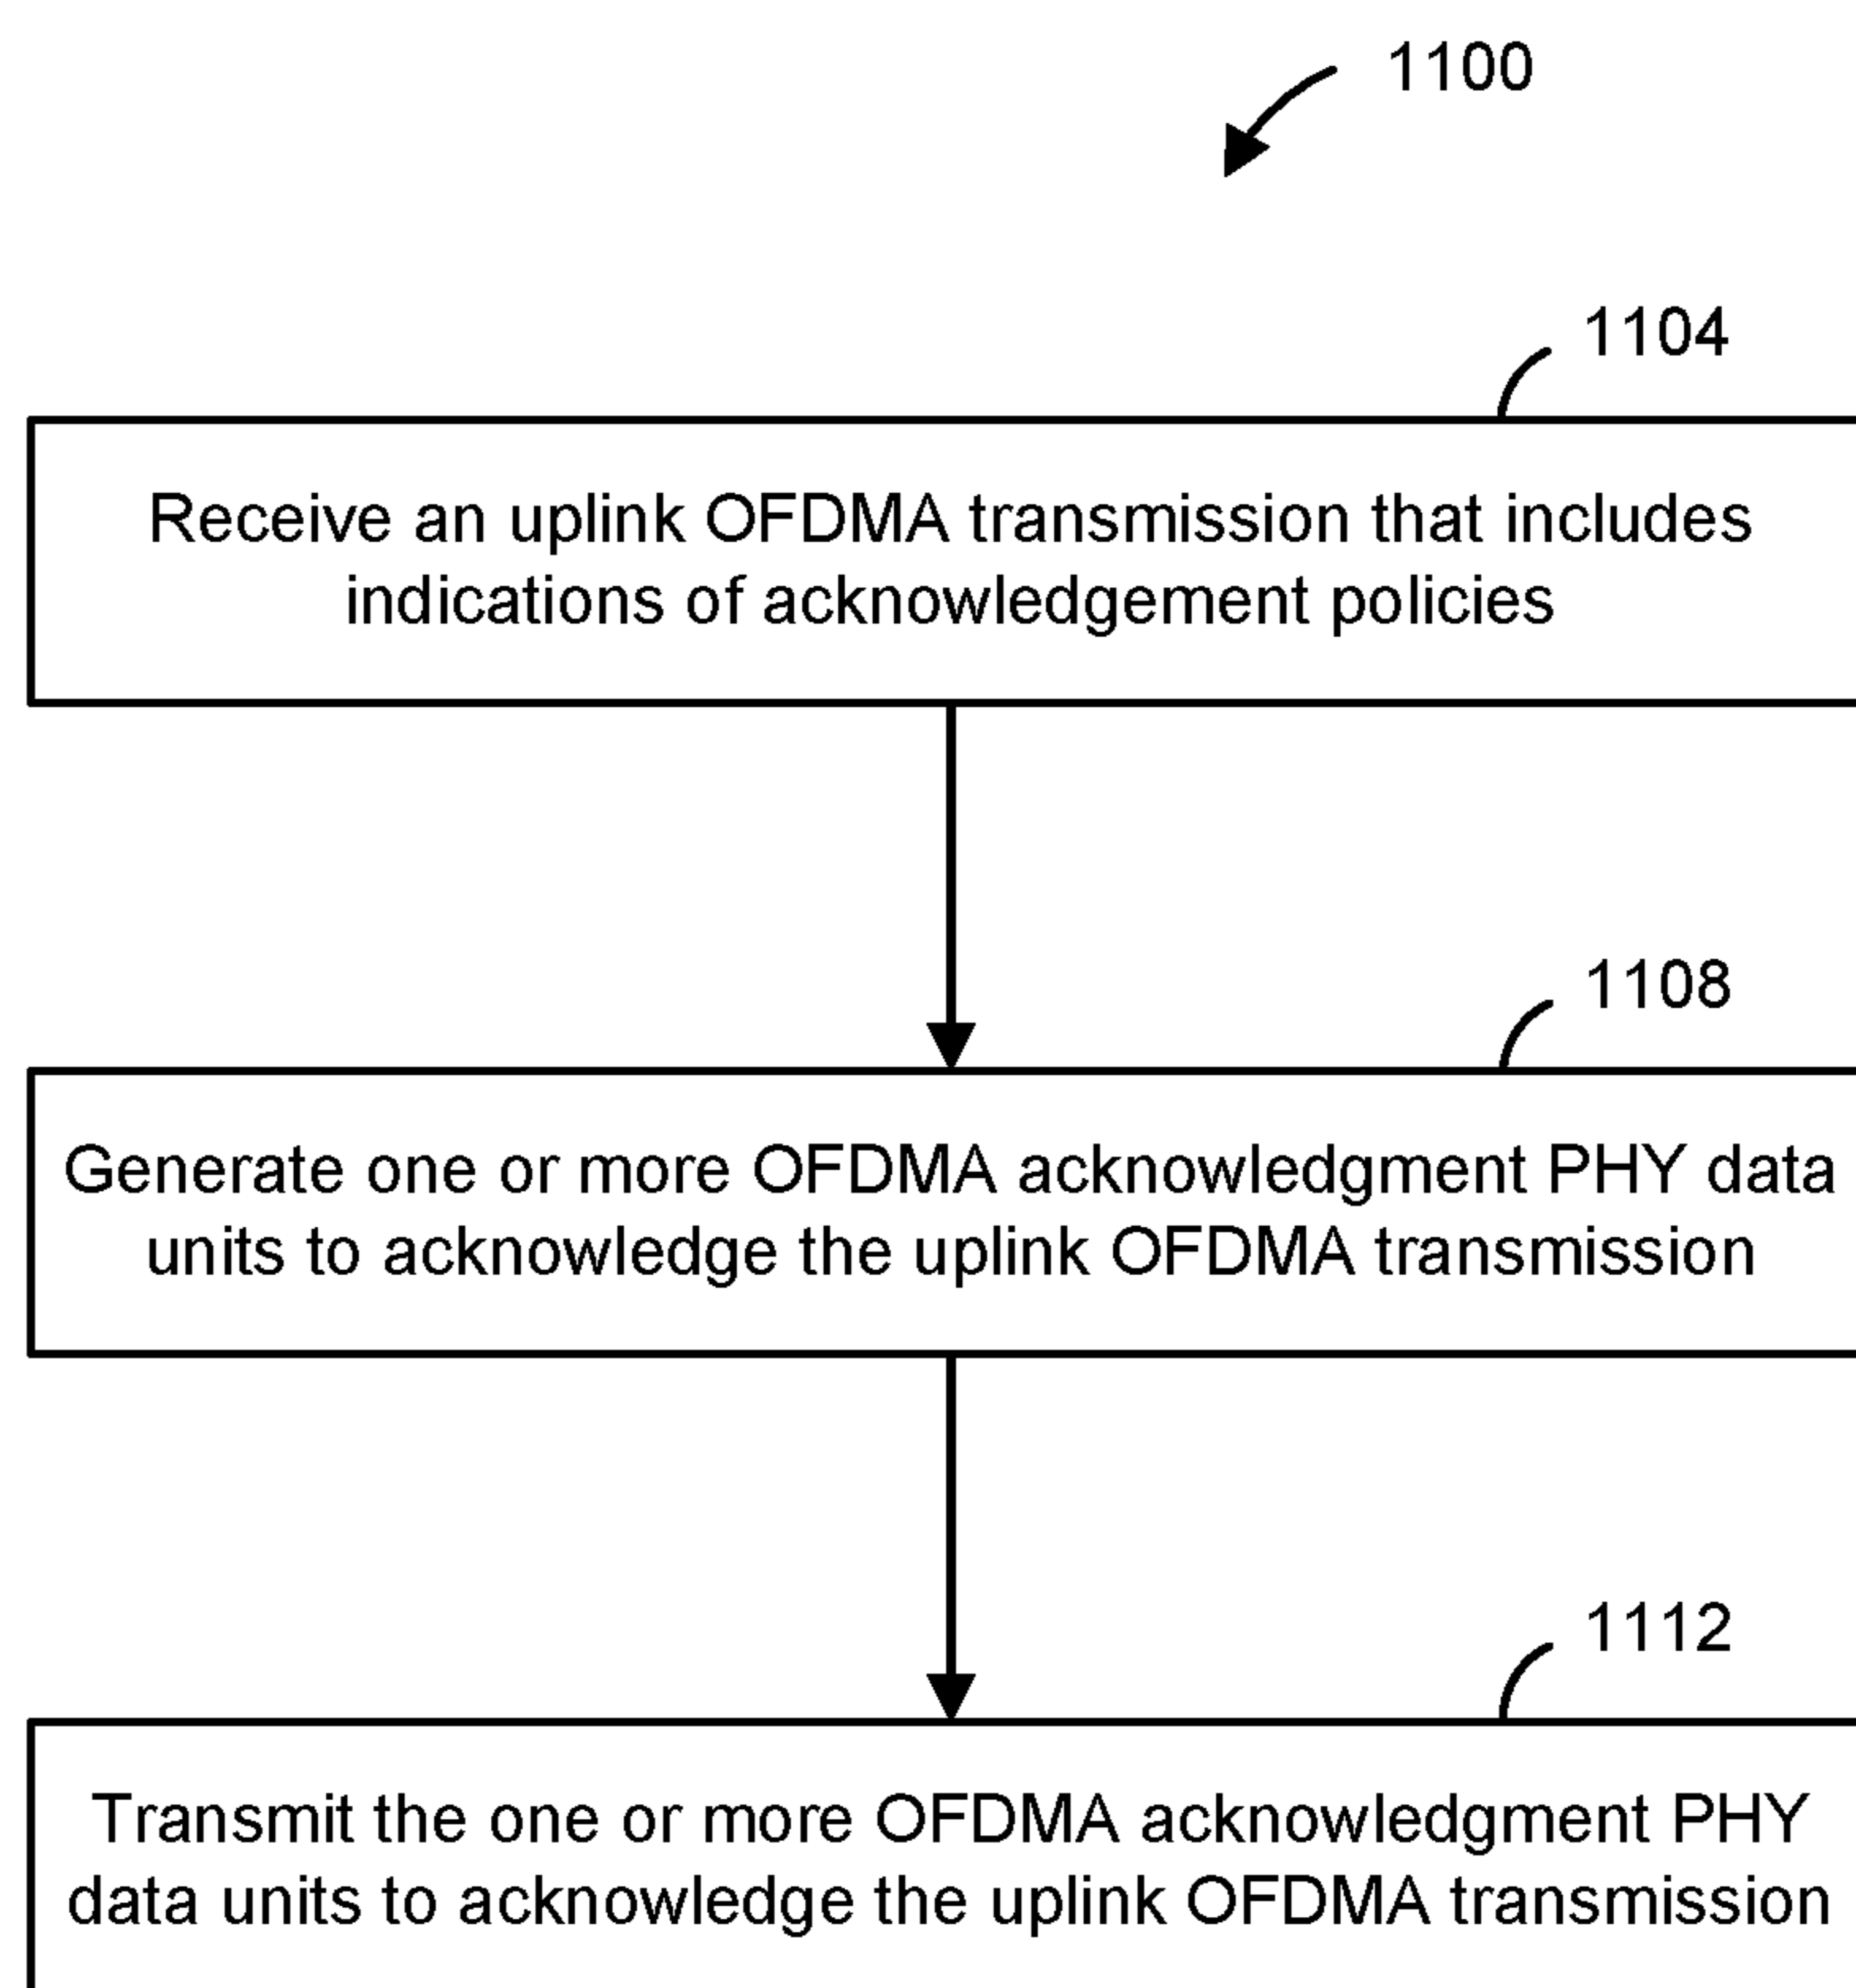 1100
1104
Receive an uplink OFDMA transmission that includes
indications of acknowledgement policies
1108
Generate one or more OFDMA acknowledgment PHY data
units to acknowledge the uplink OFDMA transmission
1112
Transmit the one or more OFDMA acknowledgment PHY
data units to acknowledge the uplink OFDMA transmission